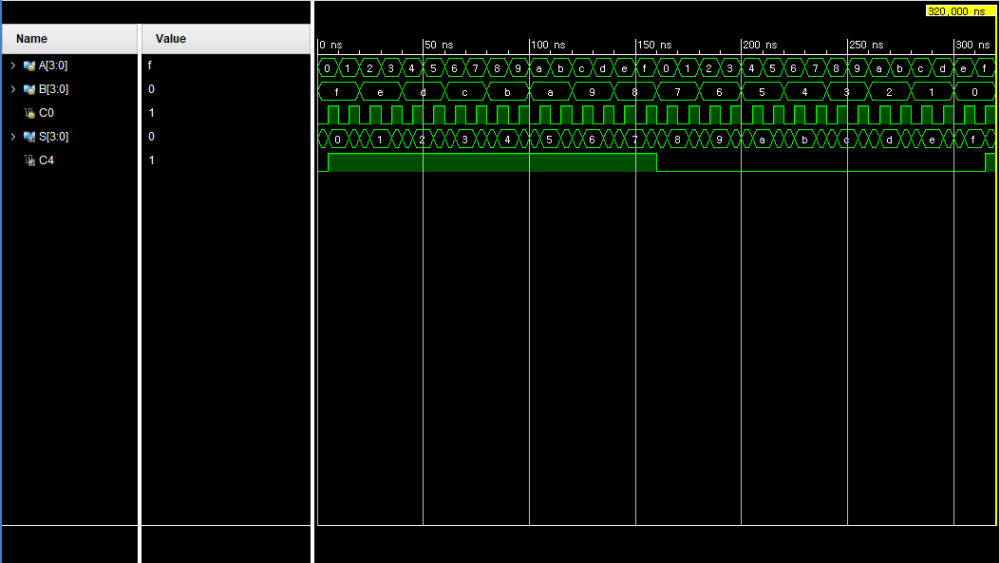 320,000 ns
Name Value
0 ns 50 ns 100 ns 150 ns 200 ns 250 ns 300 ns
A[3:0] f 0 1 2 3 4 5 6 7 8 9 a b c d e f 0 1 2 3 4 5 6 7 8 9 a b c d e f
B[3:0] 0 f e d c b a 9 8 7 6 5 4 3 2 1 0
C0 1
S[3:0] 0 0 1 2 3 4 5 6 7 8 9 a b c d e f
C4 1